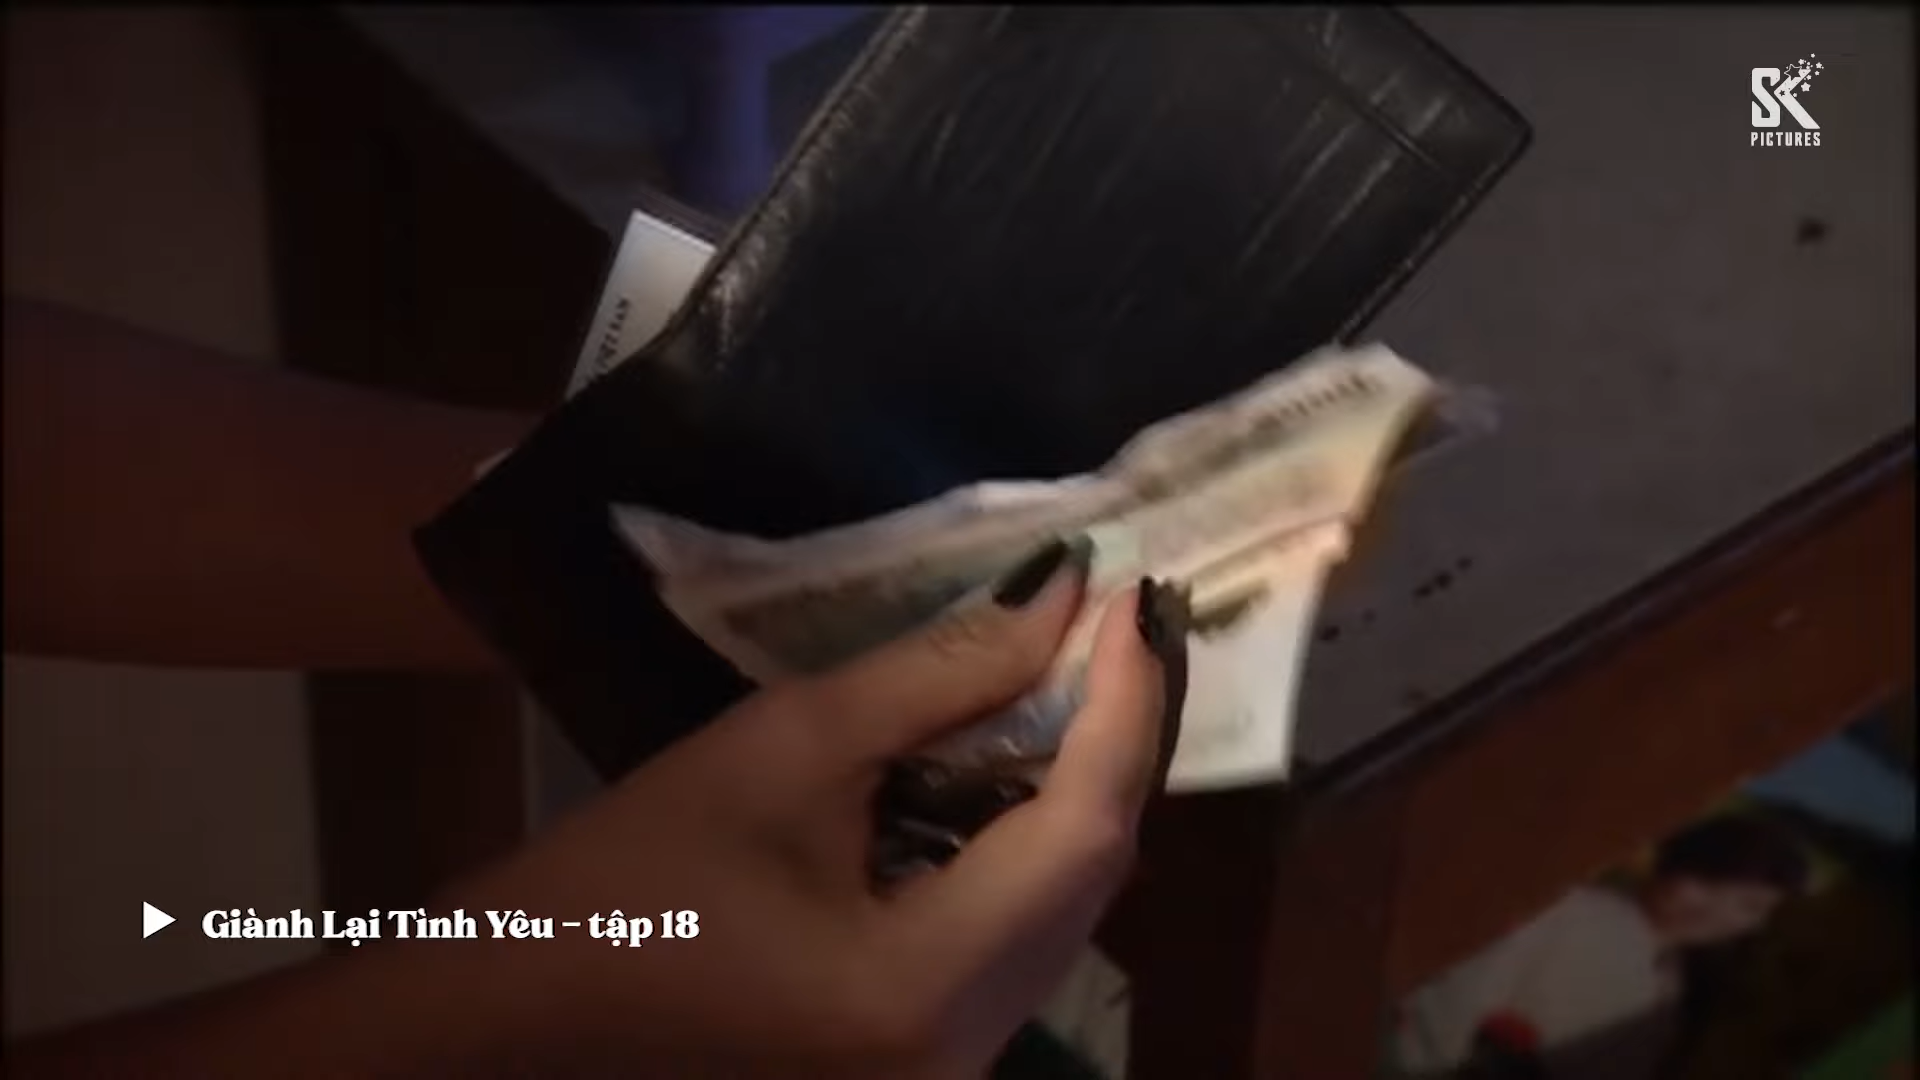 SK
PICTURES
Giành Lại Tình Yêu – tập 18